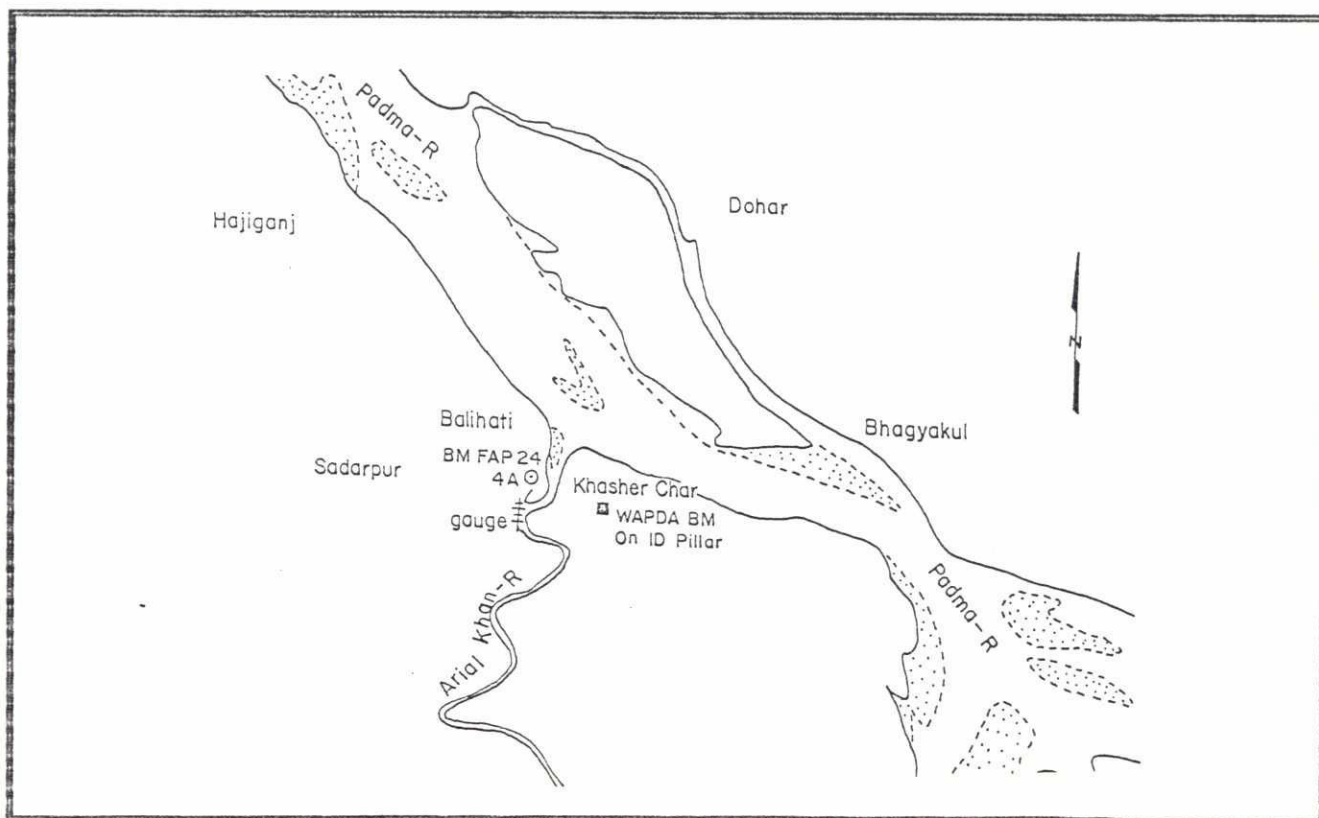 Padma-R
Dohar
Hajiganj
N
Balihati
Bhagyakul
BM FAP 24
4A
Sadarpur
Khasher Char
gauge
WAPDA BM
On ID Pillar
Padma-R
Arial Khan-R